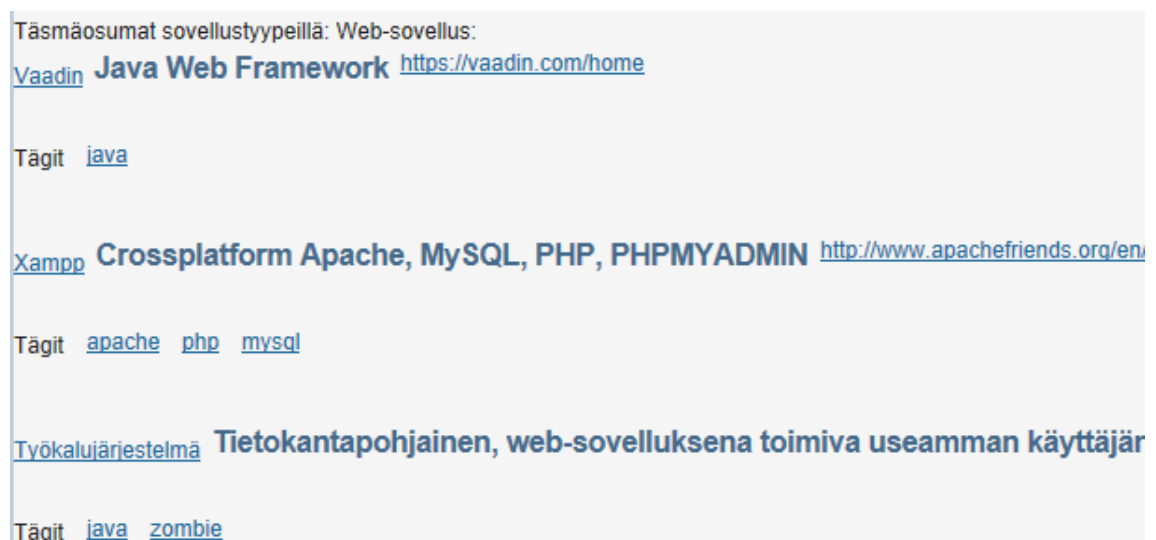 Täsmäosumat sovellustyypeillä: Web-sovellus:
Vaadin Java Web Framework https://vaadin.com/home
Tägit java
Xampp Crossplatform Apache, MySQL, PHP, PHPMYADMIN http://www.apachefriends.org/en/
Tägit apache php mysql
Työkalujärjestelmä Tietokantapohjainen, web-sovelluksena toimiva useamman käyttäjän
Tägit java zombie